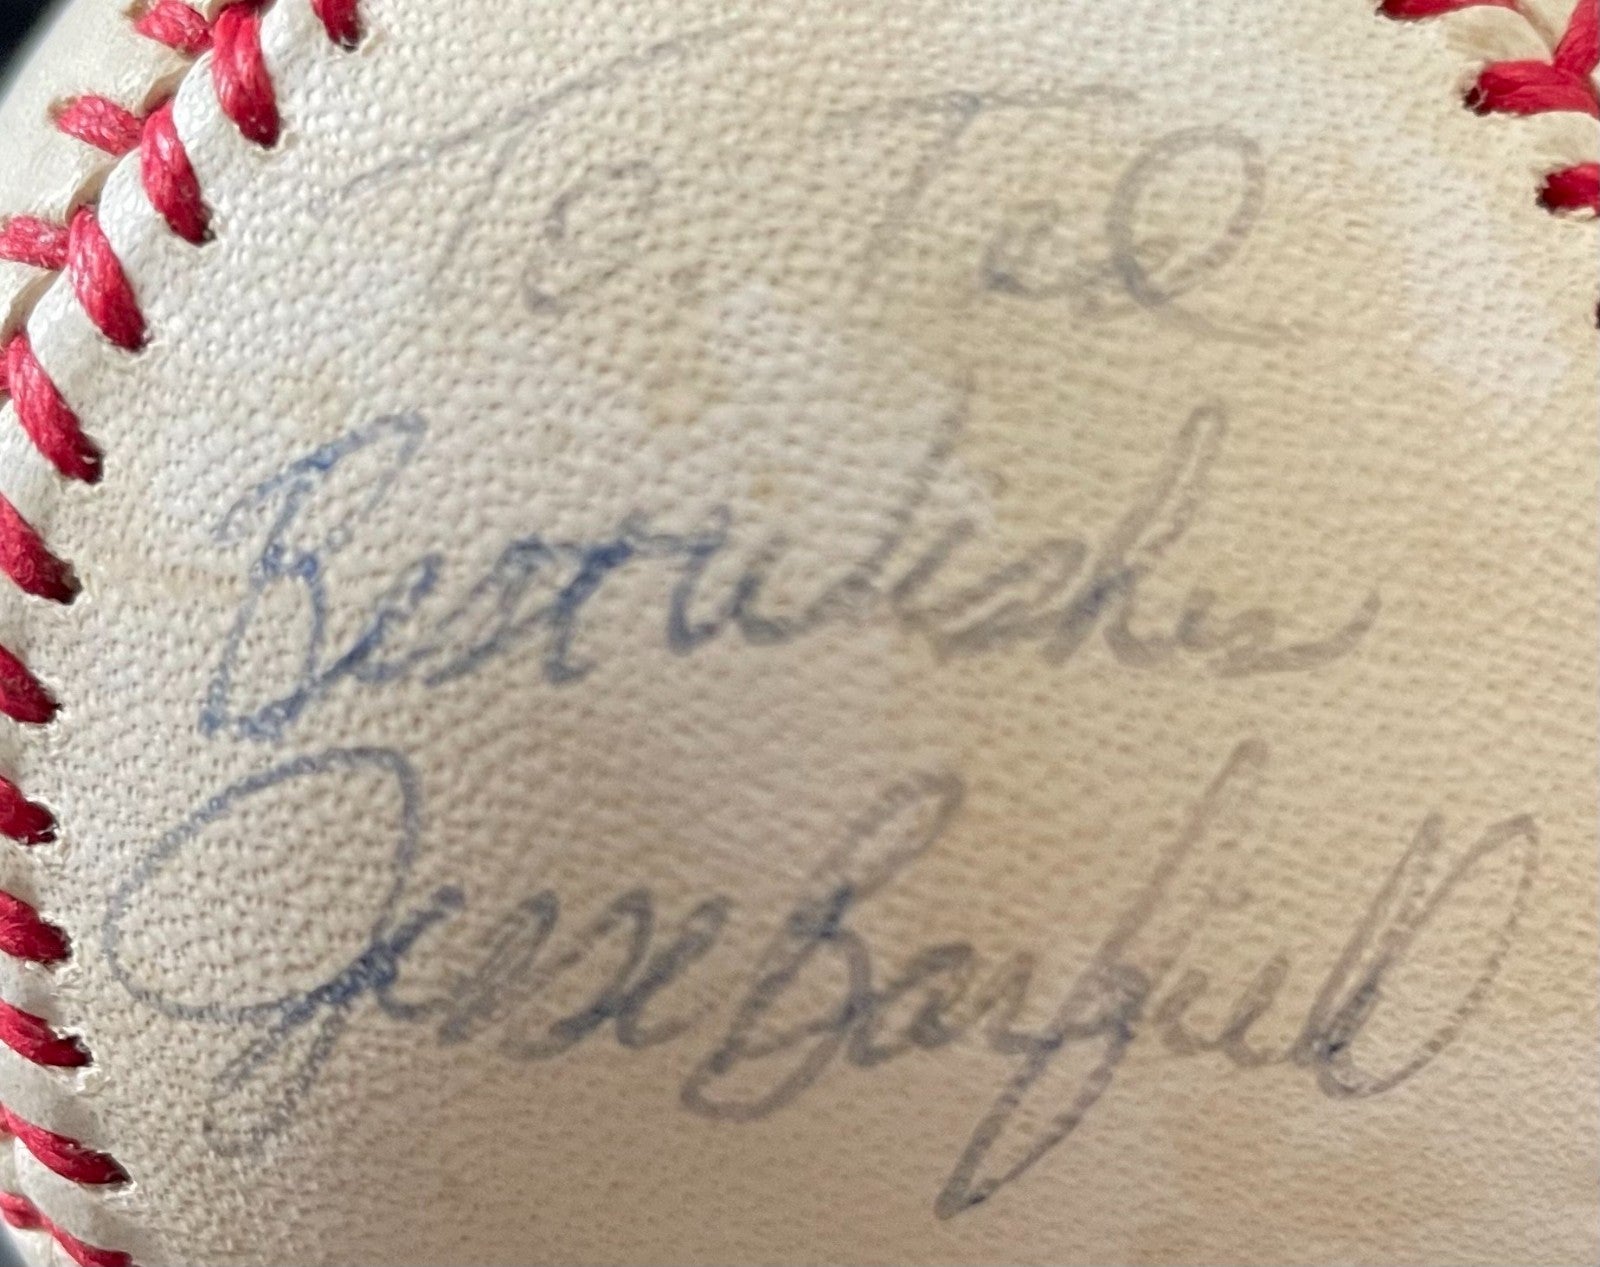 To Ted
Best Wishes
Jesse Barfield